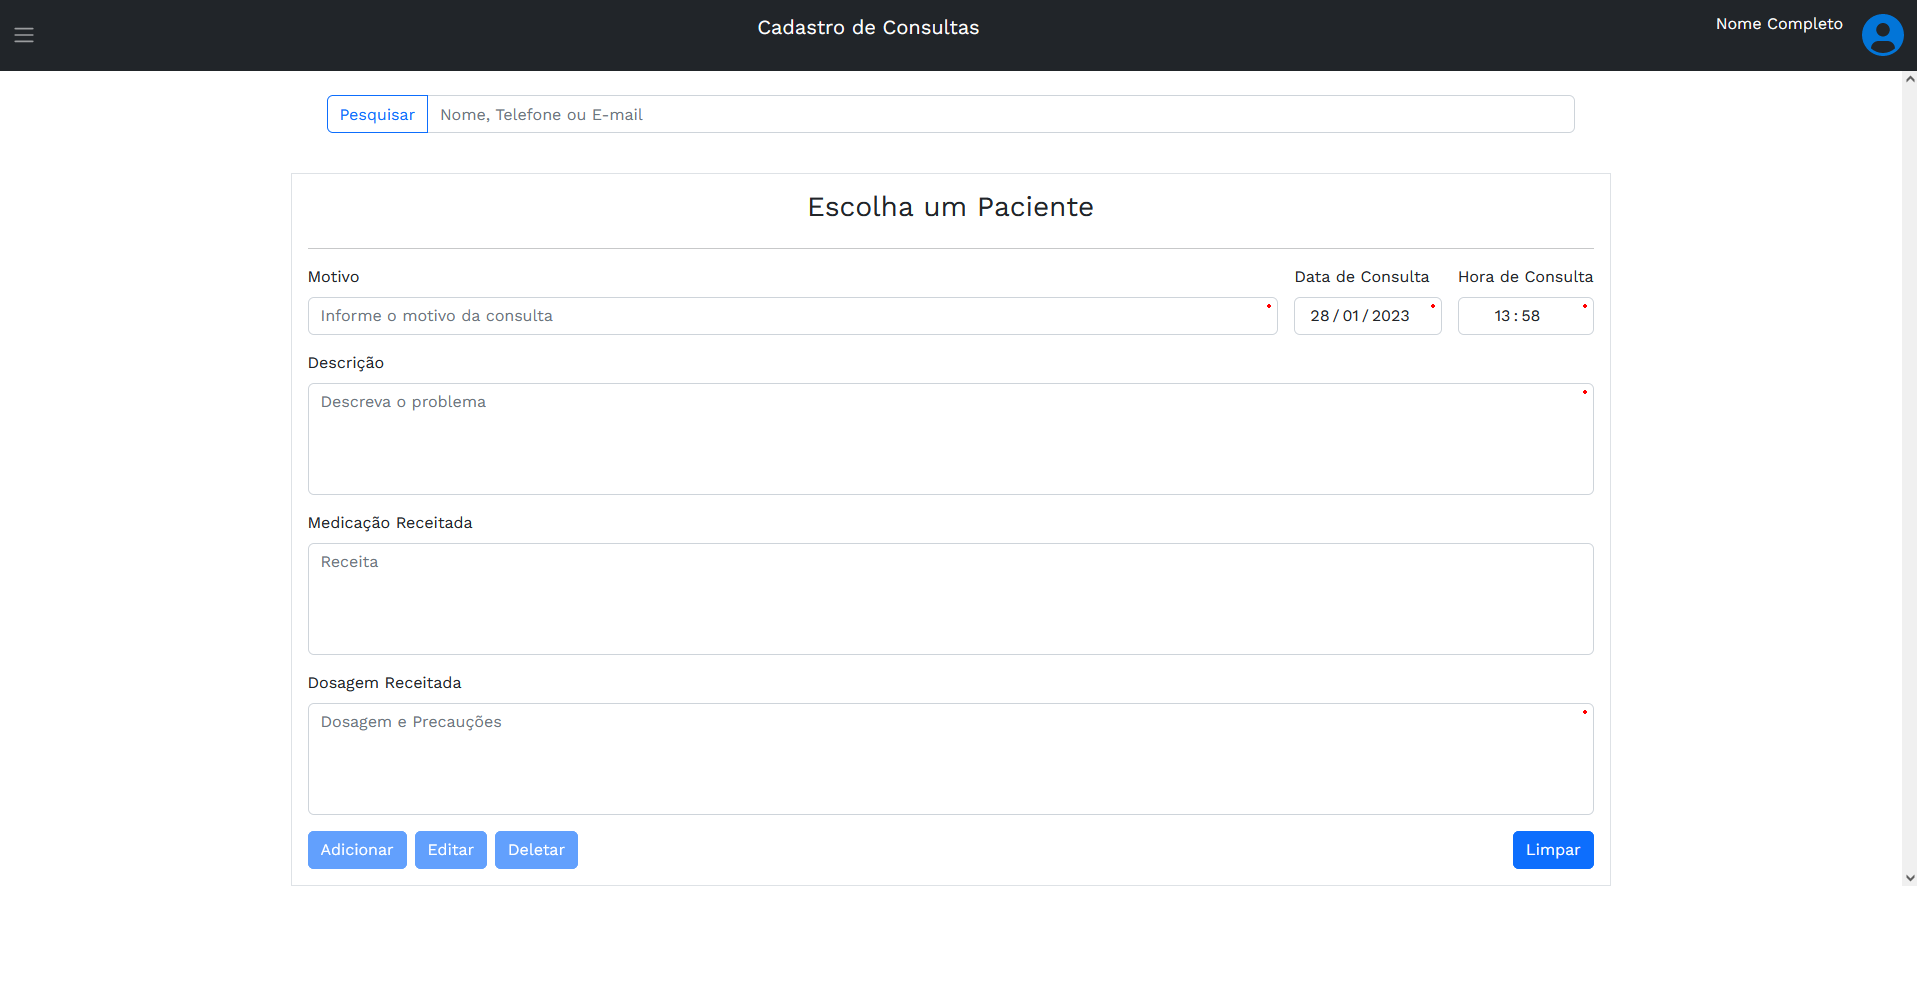 Cadastro de Consultas
Nome Completo
Pesquisar Nome, Telefone ou E-mail
Escolha um Paciente
Motivo Data de Consulta Hora de Consulta
Informe o motivo da consulta 28/01/2023 13:58
Descrição
Descreva o problema
Medicação Receitada
Receita
Dosagem Receitada
Dosagem e Precauções
Adicionar Editar Deletar Limpar